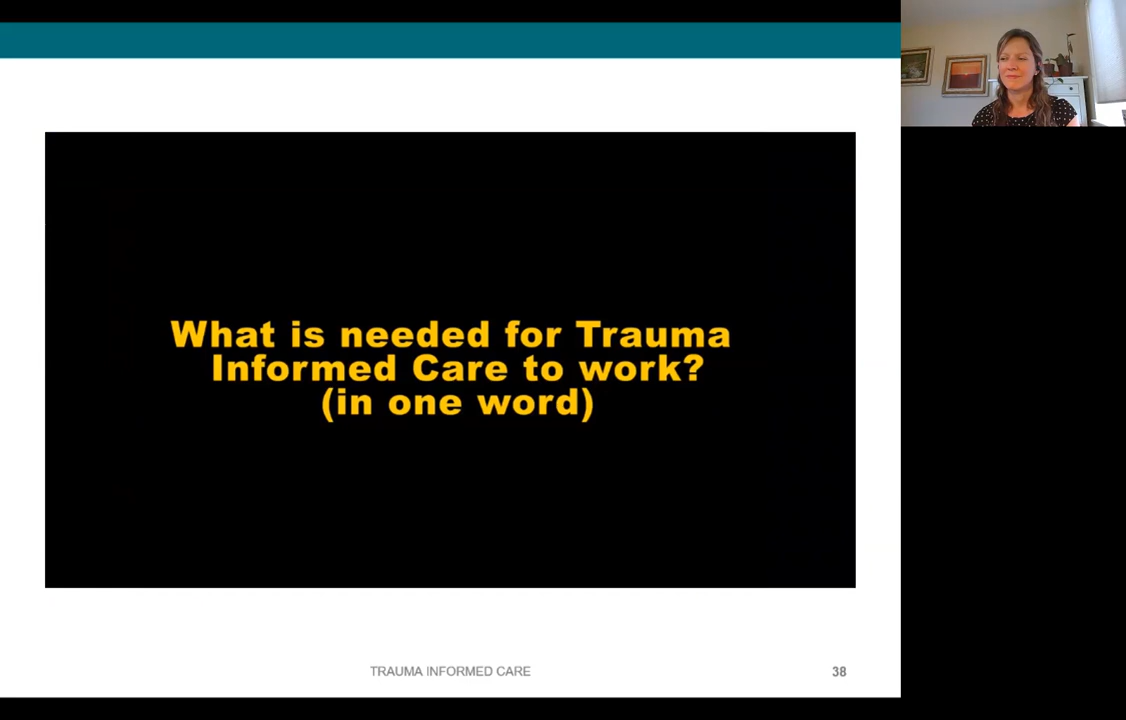 What is needed for Trauma
Informed Care to work?
(in one word)
TRAUMA INFORMED CARE
38